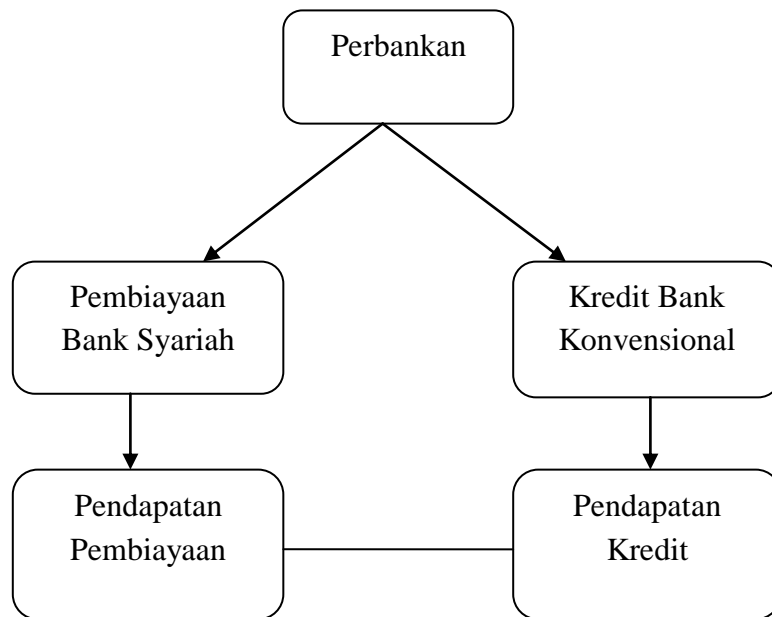 Perbankan
Pembiayaan
Bank Syariah
Kredit Bank
Konvensional
Pendapatan
Pembiayaan
Pendapatan
Kredit